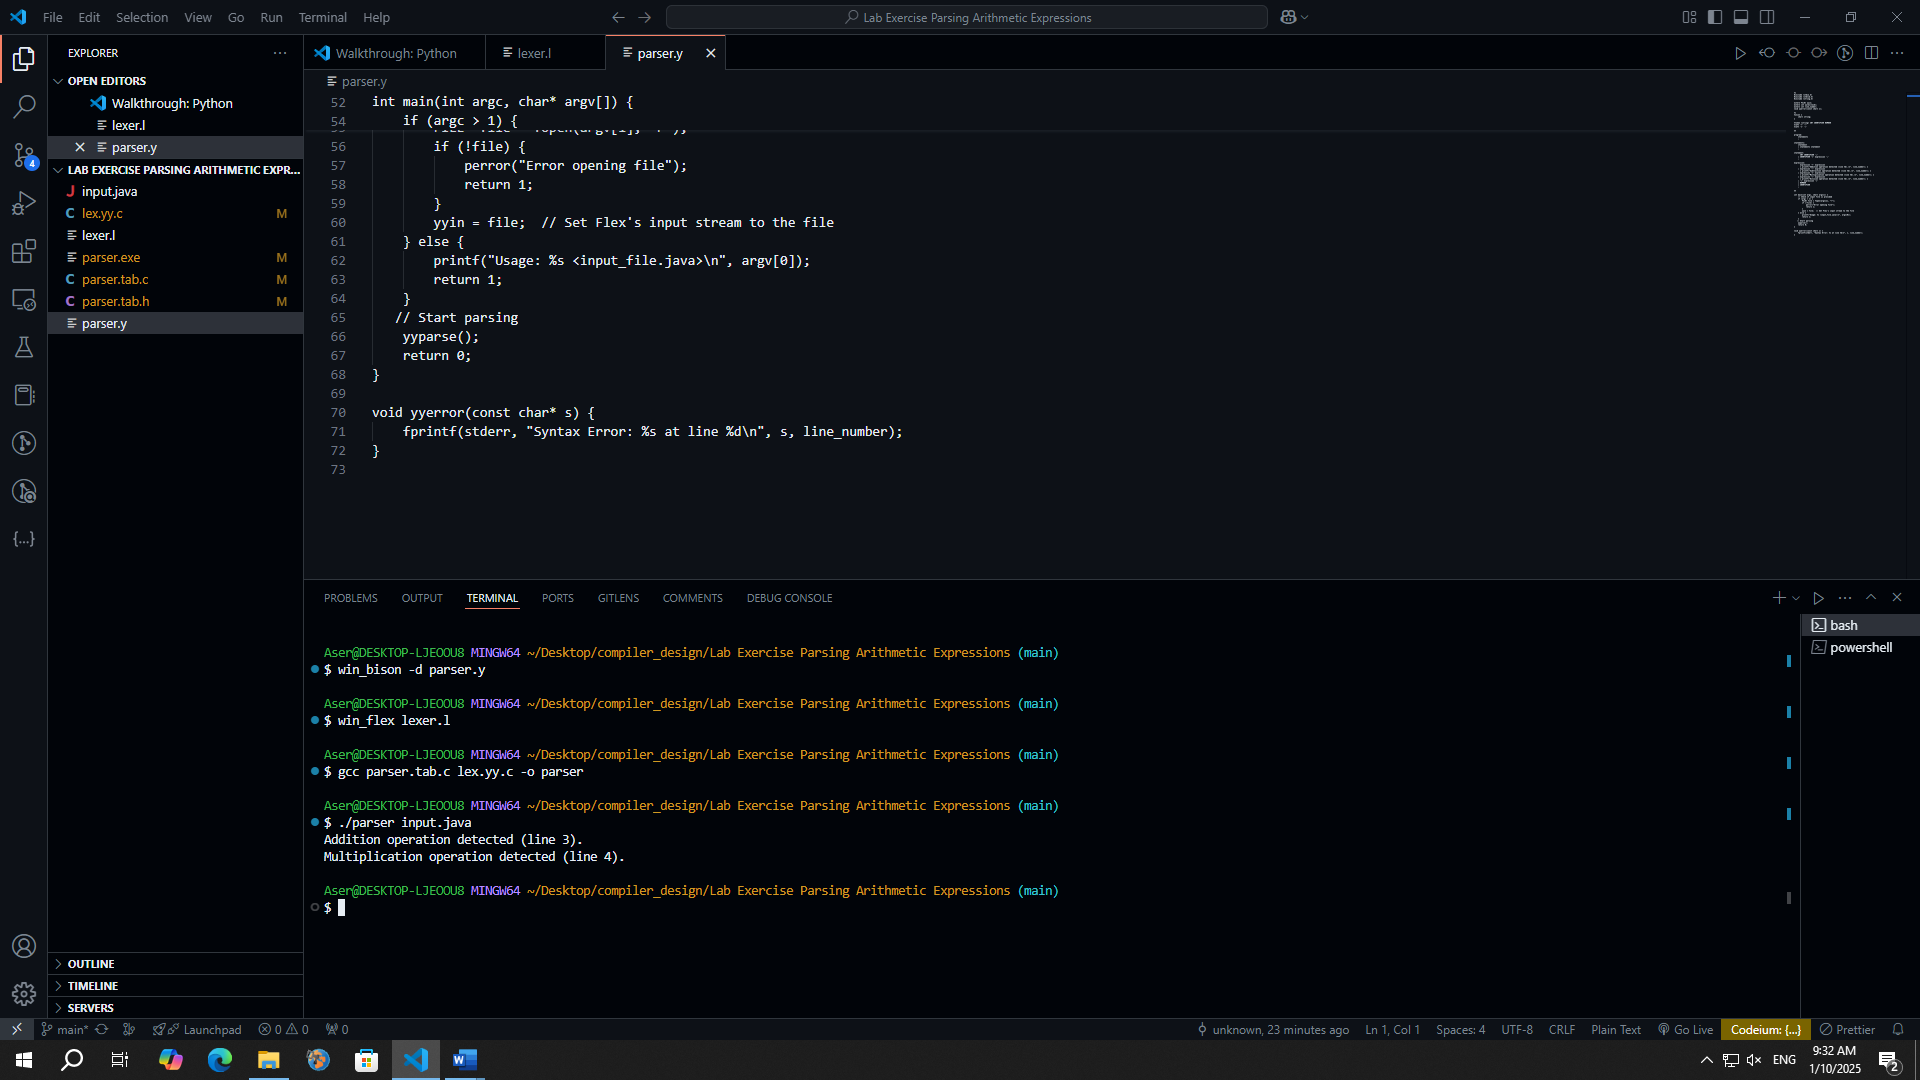 File Edit Selection View Go Run Terminal Help
Lab Exercise Parsing Arithmetic Expressions
EXPLORER
OPEN EDITORS
Walkthrough: Python
lexer.l
parser.y
LAB EXERCISE PARSING ARITHMETIC EXPR...
input.java
lex.yy.c M
lexer.l
parser.exe M
parser.tab.c M
parser.tab.h M
parser.y
OUTLINE
TIMELINE
SERVERS
4
Walkthrough: Python lexer.l parser.y
parser.y
52 int main(int argc, char* argv[]) {
54 if (argc > 1) {
56 if (!file) {
57 perror("Error opening file");
58 return 1;
59 }
60 yyin = file;  // Set Flex's input stream to the file
61 } else {
62 printf("Usage: %s <input_file.java>\n", argv[0]);
63 return 1;
64 }
65 // Start parsing
66 yyparse();
67 return 0;
68 }
69
70 void yyerror(const char* s) {
71 fprintf(stderr, "Syntax Error: %s at line %d\n", s, line_number);
72 }
73
PROBLEMS OUTPUT TERMINAL PORTS GITLENS COMMENTS DEBUG CONSOLE
bash
powershell
Aser@DESKTOP-LJEOOU8 MINGW64 ~/Desktop/compiler_design/Lab Exercise Parsing Arithmetic Expressions (main)
$ win_bison -d parser.y
Aser@DESKTOP-LJEOOU8 MINGW64 ~/Desktop/compiler_design/Lab Exercise Parsing Arithmetic Expressions (main)
$ win_flex lexer.l
Aser@DESKTOP-LJEOOU8 MINGW64 ~/Desktop/compiler_design/Lab Exercise Parsing Arithmetic Expressions (main)
$ gcc parser.tab.c lex.yy.c -o parser
Aser@DESKTOP-LJEOOU8 MINGW64 ~/Desktop/compiler_design/Lab Exercise Parsing Arithmetic Expressions (main)
$ ./parser input.java
Addition operation detected (line 3).
Multiplication operation detected (line 4).
Aser@DESKTOP-LJEOOU8 MINGW64 ~/Desktop/compiler_design/Lab Exercise Parsing Arithmetic Expressions (main)
$
main* Launchpad 0 0 0 unknown, 23 minutes ago Ln 1, Col 1 Spaces: 4 UTF-8 CRLF Plain Text Go Live Codeium: {...} Prettier
ENG 9:32 AM
1/10/2025
2